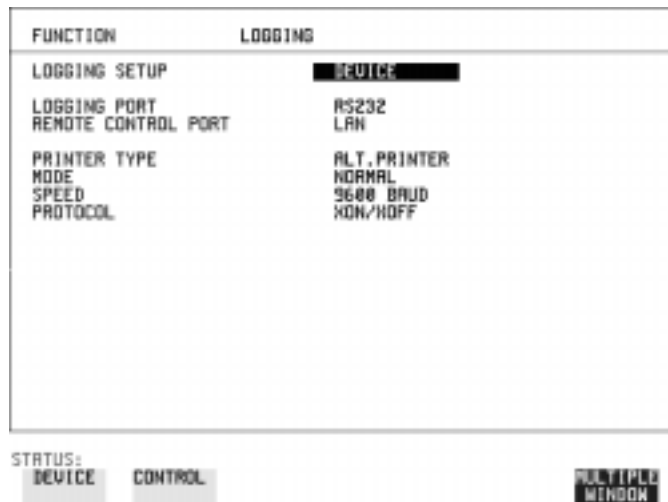 FUNCTION LOGGING
LOGGING SETUP DEVICE
LOGGING PORT RS232
REMOTE CONTROL PORT LAN
PRINTER TYPE ALT.PRINTER
MODE NORMAL
SPEED 9600 BAUD
PROTOCOL XON/XOFF
STATUS:
DEVICE CONTROL MULTIPLE
WINDOW